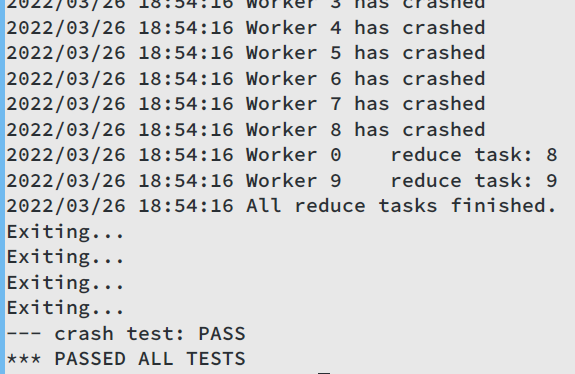 2022/03/26 18:54:16 Worker 3 has crashed
2022/03/26 18:54:16 Worker 4 has crashed
2022/03/26 18:54:16 Worker 5 has crashed
2022/03/26 18:54:16 Worker 6 has crashed
2022/03/26 18:54:16 Worker 7 has crashed
2022/03/26 18:54:16 Worker 8 has crashed
2022/03/26 18:54:16 Worker 0    reduce task: 8
2022/03/26 18:54:16 Worker 9    reduce task: 9
2022/03/26 18:54:16 All reduce tasks finished.
Exiting...
Exiting...
Exiting...
Exiting...
--- crash test: PASS
*** PASSED ALL TESTS